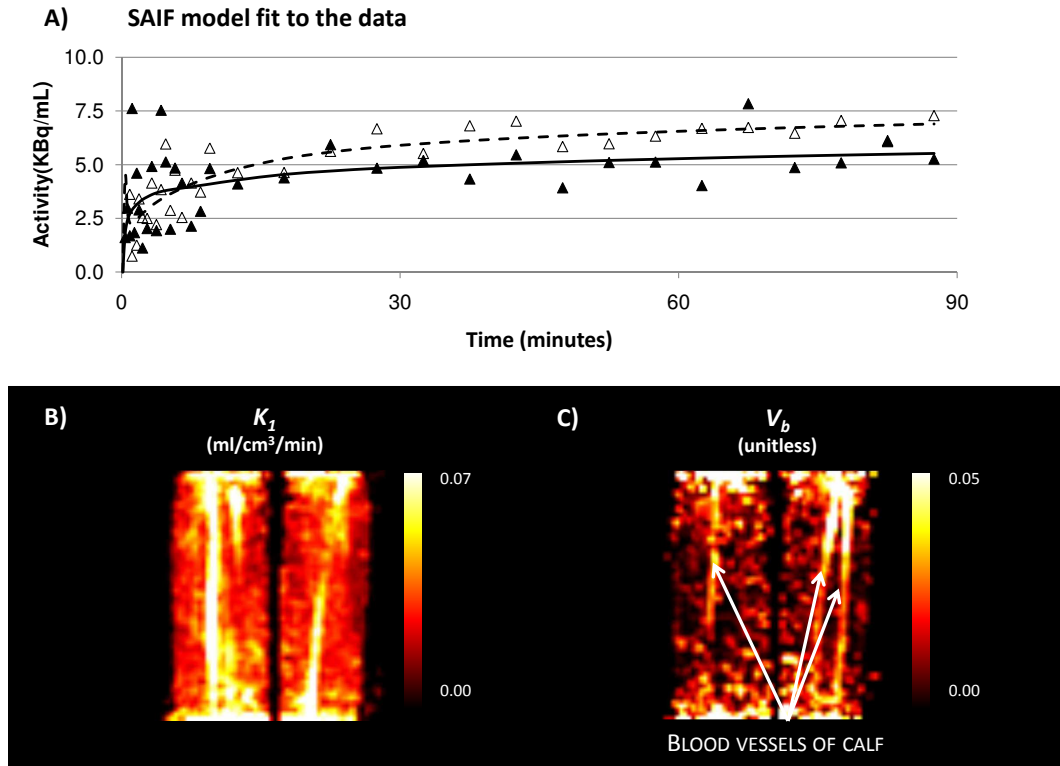 A) SAIF model fit to the data
10.0
7.5
5.0
2.5
0.0
Activity(KBq/mL)
0 30 60 90
Time (minutes)
B) K1 C) Vb
(ml/cm³/min) (unitless)
0.07 0.05
0.00 0.00
BLOOD VESSELS OF CALF